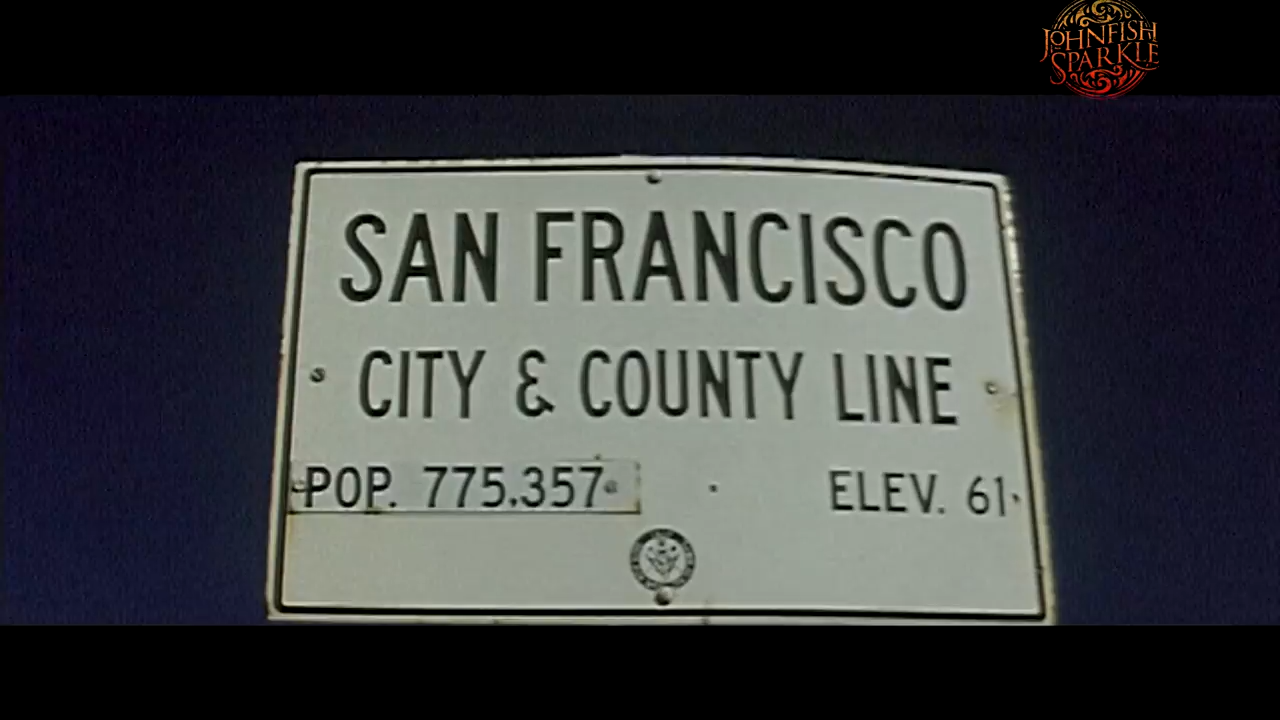 JOHNFISH
SPARKLE
SAN FRANCISCO
CITY & COUNTY LINE
POP. 775,357
ELEV. 61